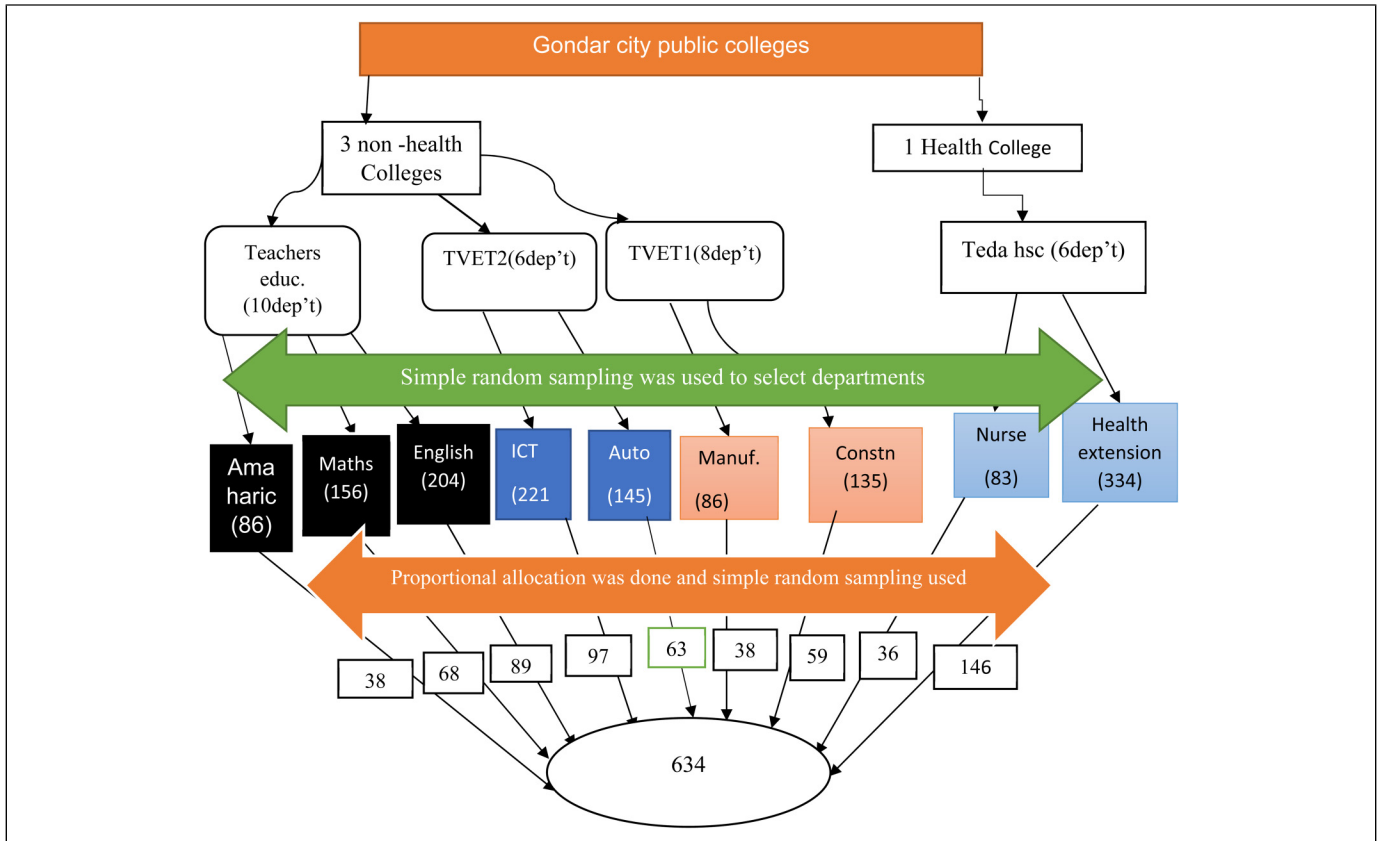 Gondar city public colleges
3 non -health
Colleges
1 Health College
Teachers
educ.
(10dep’t)
TVET2(6dep’t)
TVET1(8dep’t)
Teda hsc (6dep’t)
Simple random sampling was used to select departments
Ama
haric
(86)
Maths
(156)
English
(204)
ICT
(221
Auto
(145)
Manuf.
(86)
Constn
(135)
Nurse
(83)
Health
extension
(334)
Proportional allocation was done and simple random sampling used
38
68
89
97
63
38
59
36
146
634